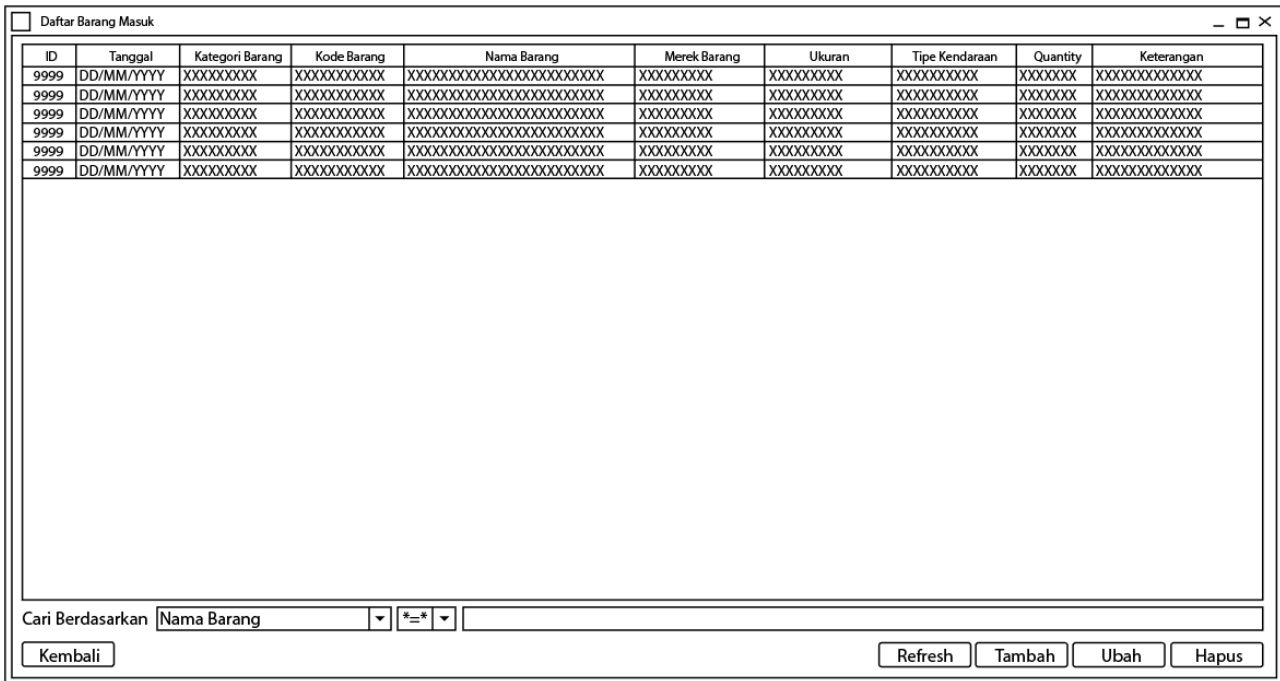 Daftar Barang Masuk
ID Tanggal Kategori Barang Kode Barang Nama Barang Merek Barang Ukuran Tipe Kendaraan Quantity Keterangan
9999 DD/MM/YYYY XXXXXXXXX XXXXXXXXXXX XXXXXXXXXXXXXXXXXXXXXXXX XXXXXXXXX XXXXXXXXX XXXXXXXXXX XXXXXXX XXXXXXXXXXXXX
9999 DD/MM/YYYY XXXXXXXXX XXXXXXXXXXX XXXXXXXXXXXXXXXXXXXXXXXX XXXXXXXXX XXXXXXXXX XXXXXXXXXX XXXXXXX XXXXXXXXXXXXX
9999 DD/MM/YYYY XXXXXXXXX XXXXXXXXXXX XXXXXXXXXXXXXXXXXXXXXXXX XXXXXXXXX XXXXXXXXX XXXXXXXXXX XXXXXXX XXXXXXXXXXXXX
9999 DD/MM/YYYY XXXXXXXXX XXXXXXXXXXX XXXXXXXXXXXXXXXXXXXXXXXX XXXXXXXXX XXXXXXXXX XXXXXXXXXX XXXXXXX XXXXXXXXXXXXX
9999 DD/MM/YYYY XXXXXXXXX XXXXXXXXXXX XXXXXXXXXXXXXXXXXXXXXXXX XXXXXXXXX XXXXXXXXX XXXXXXXXXX XXXXXXX XXXXXXXXXXXXX
9999 DD/MM/YYYY XXXXXXXXX XXXXXXXXXXX XXXXXXXXXXXXXXXXXXXXXXXX XXXXXXXXX XXXXXXXXX XXXXXXXXXX XXXXXXX XXXXXXXXXXXXX
Cari Berdasarkan Nama Barang *=*
Kembali Refresh Tambah Ubah Hapus